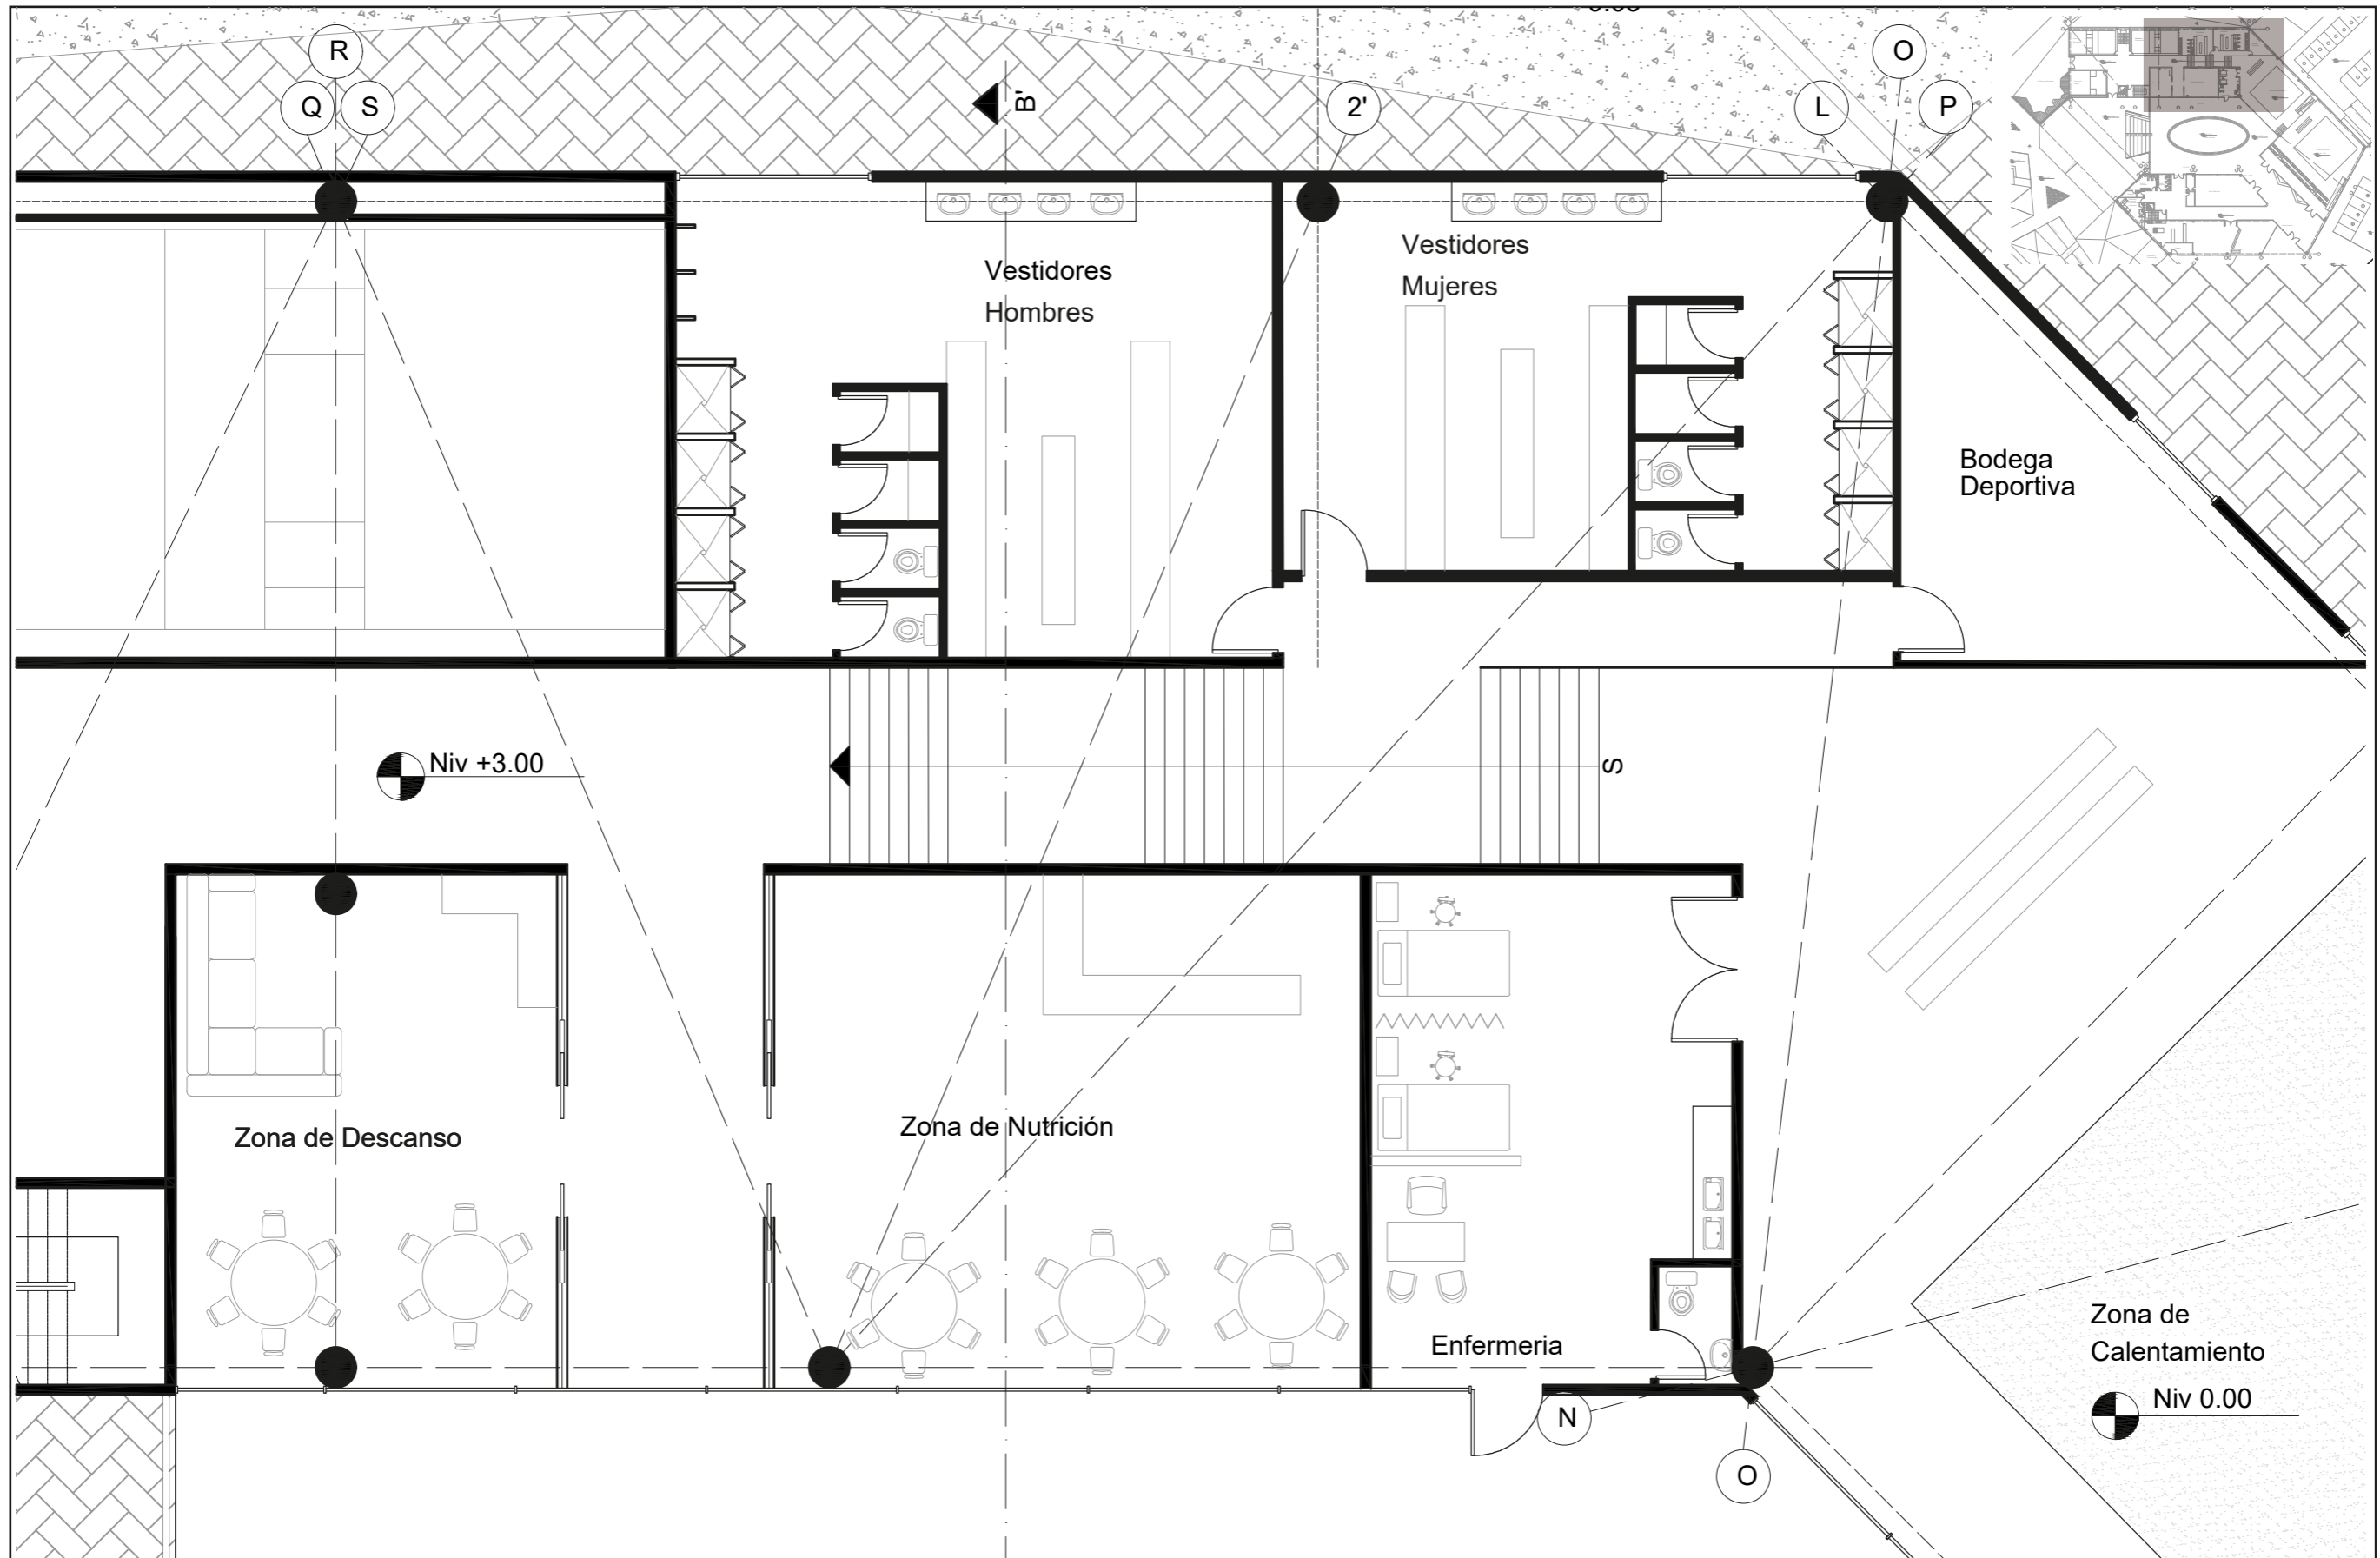 R
O
Q
S
B'
2'
L
P
Vestidores
Hombres
Vestidores
Mujeres
Bodega
Deportiva
Niv +3.00
S
Zona de Descanso
Zona de Nutrición
Enfermeria
Zona de
Calentamiento
Niv 0.00
N
O